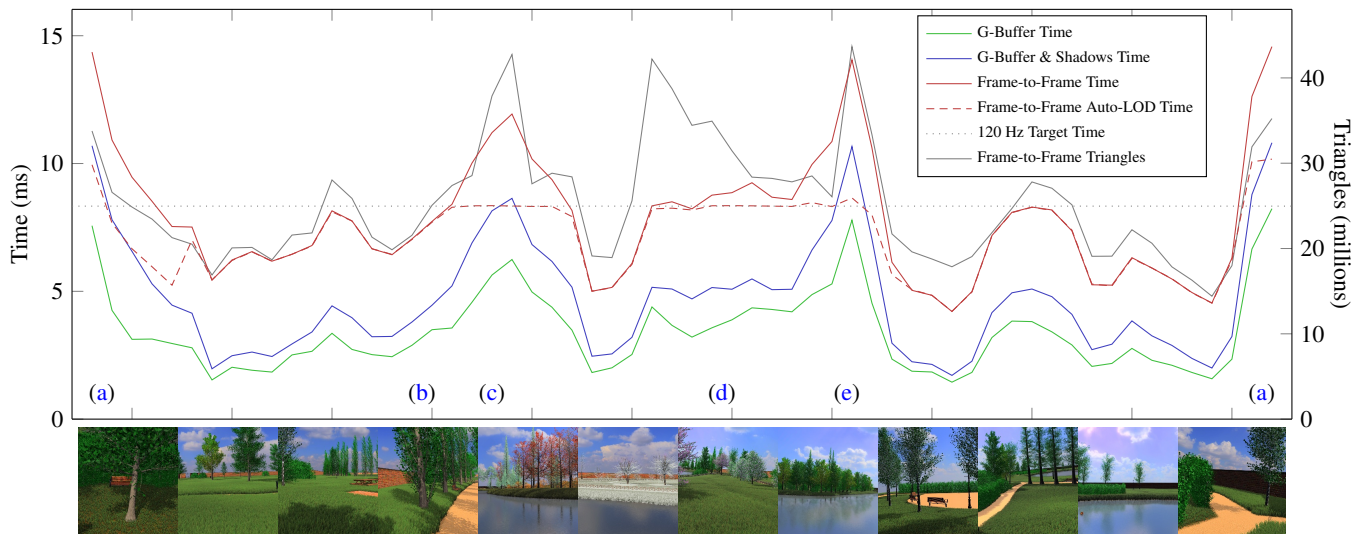 G-Buffer Time
G-Buffer & Shadows Time
Frame-to-Frame Time
Frame-to-Frame Auto-LOD Time
120 Hz Target Time
Frame-to-Frame Triangles
Time (ms)
15
10
5
0
Triangles (millions)
40
30
20
10
0
(a)
(b)
(c)
(d)
(e)
(a)